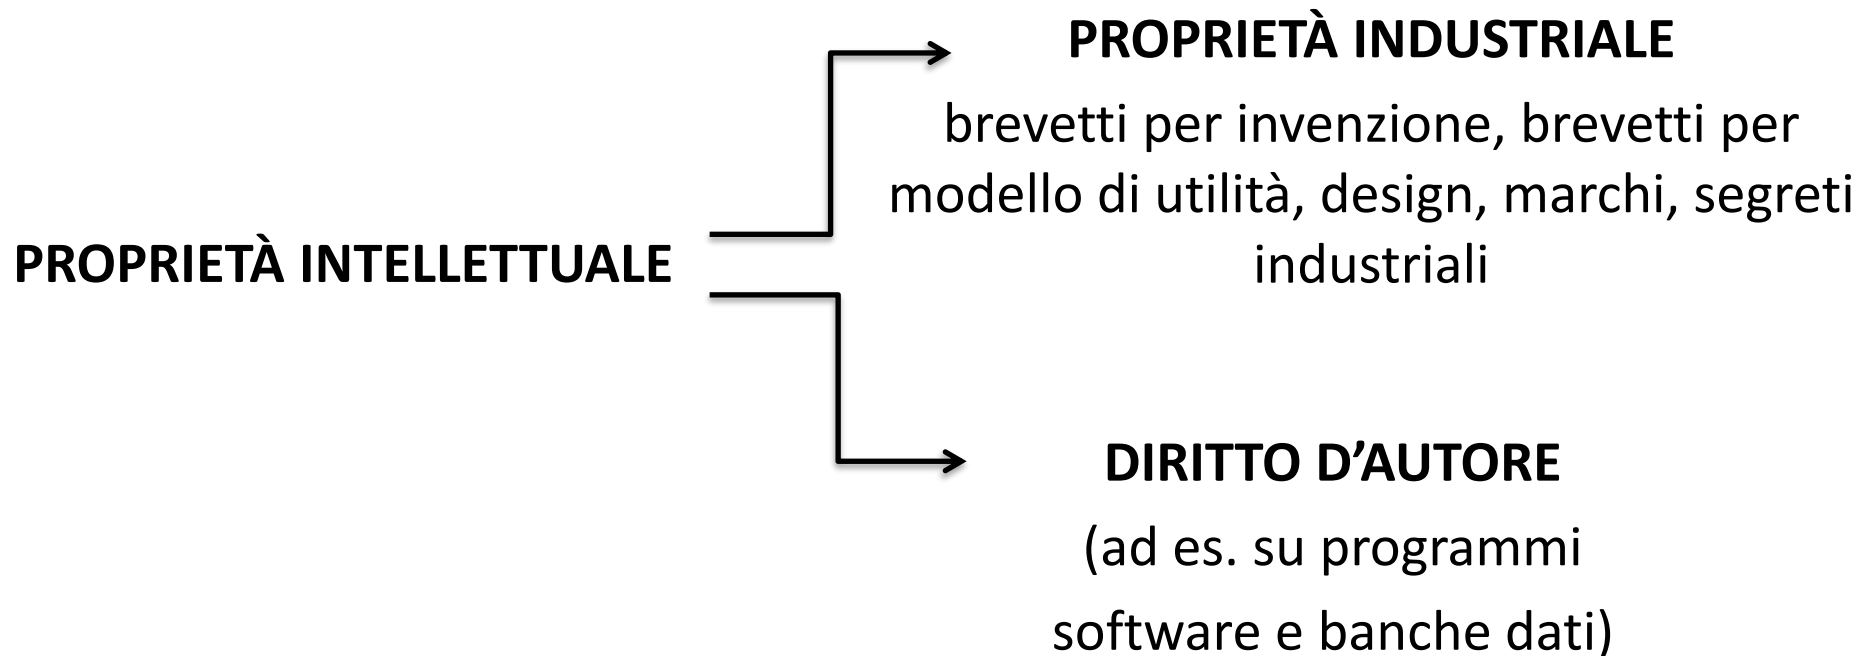 PROPRIETÀ INDUSTRIALE
brevetti per invenzione, brevetti per
modello di utilità, design, marchi, segreti
industriali
PROPRIETÀ INTELLETTUALE
DIRITTO D’AUTORE
(ad es. su programmi
software e banche dati)